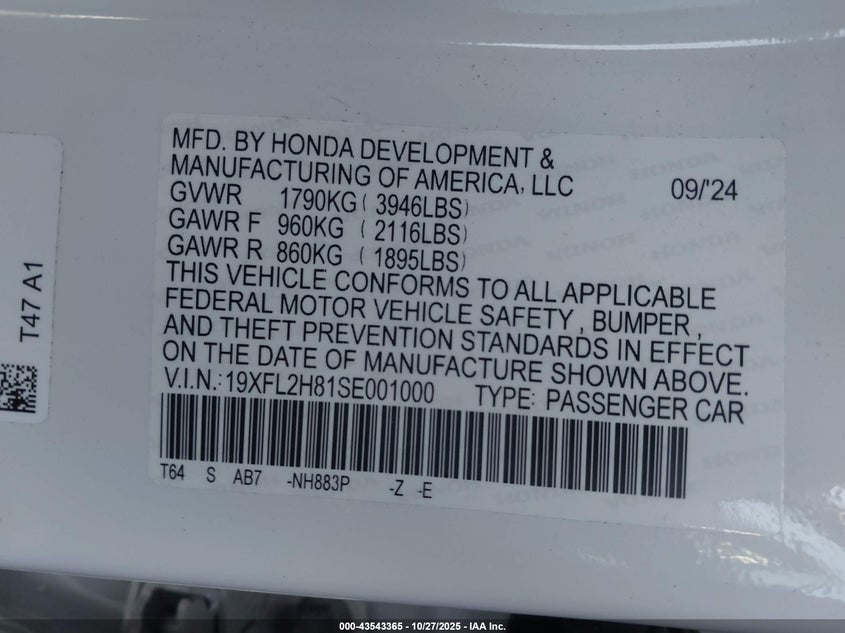 MFD. BY HONDA DEVELOPMENT &
MANUFACTURING OF AMERICA, LLC 09/'24
GVWR 1790KG ( 3946LBS)
GAWR F 960KG ( 2116LBS)
GAWR R 860KG ( 1895LBS)
THIS VEHICLE CONFORMS TO ALL APPLICABLE
FEDERAL MOTOR VEHICLE SAFETY , BUMPER ,
AND THEFT PREVENTION STANDARDS IN EFFECT
ON THE DATE OF MANUFACTURE SHOWN ABOVE.
V.I.N.: 19XFL2H81SE001000 TYPE: PASSENGER CAR
T64 S AB7 -NH883P -Z -E
T47 A1
000-43543365 - 10/27/2025 - IAA Inc.